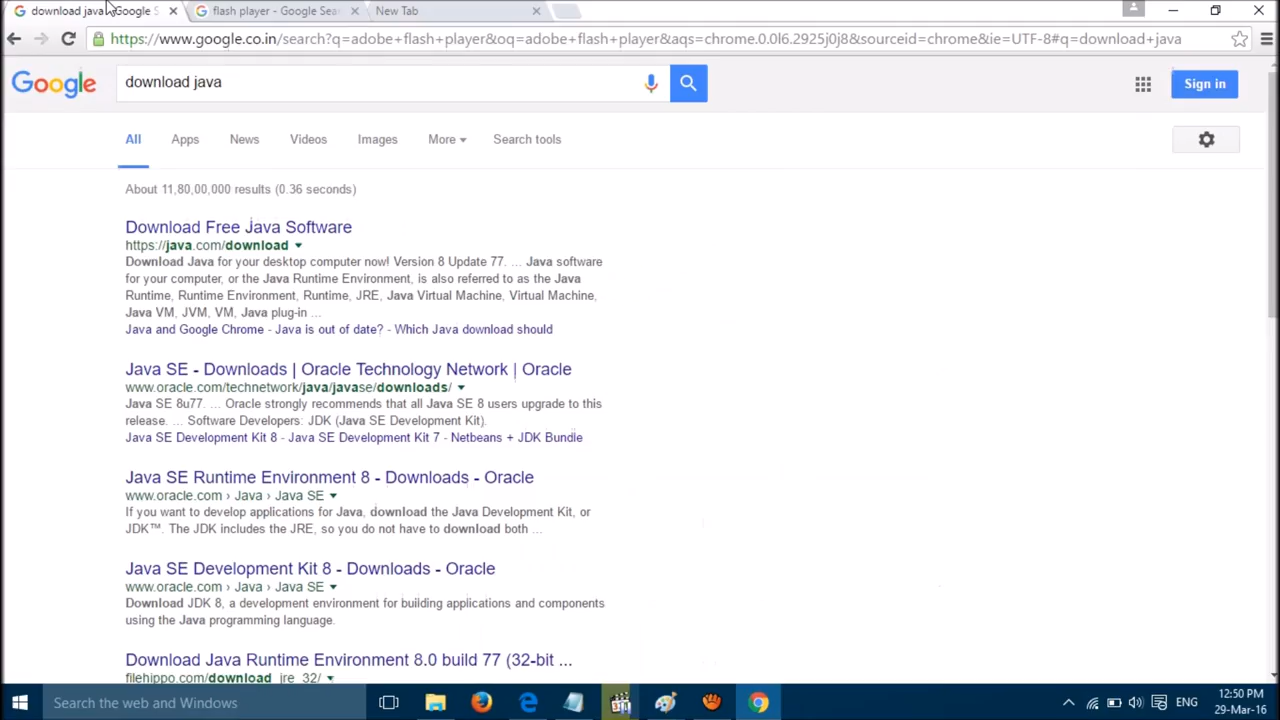 download java - Google S
flash player - Google Sea
New Tab
https://www.google.co.in/search?q=adobe+flash+player&oq=adobe+flash+player&aqs=chrome.0.0l6.2925j0j8&sourceid=chrome&ie=UTF-8#q=download+java
Google
download java
Sign in
All Apps News Videos Images More Search tools
About 11,80,00,000 results (0.36 seconds)
Download Free Java Software
https://java.com/download
Download Java for your desktop computer now! Version 8 Update 77. ... Java software
for your computer, or the Java Runtime Environment, is also referred to as the Java
Runtime, Runtime Environment, Runtime, JRE, Java Virtual Machine, Virtual Machine,
Java VM, JVM, VM, Java plug-in ...
Java and Google Chrome - Java is out of date? - Which Java download should
Java SE - Downloads | Oracle Technology Network | Oracle
www.oracle.com/technetwork/java/javase/downloads/
Java SE 8u77. ... Oracle strongly recommends that all Java SE 8 users upgrade to this
release. ... Software Developers: JDK (Java SE Development Kit).
Java SE Development Kit 8 - Java SE Development Kit 7 - Netbeans + JDK Bundle
Java SE Runtime Environment 8 - Downloads - Oracle
www.oracle.com › Java › Java SE
If you want to develop applications for Java, download the Java Development Kit, or
JDK™. The JDK includes the JRE, so you do not have to download both ...
Java SE Development Kit 8 - Downloads - Oracle
www.oracle.com › Java › Java SE
Download JDK 8, a development environment for building applications and components
using the Java programming language.
Download Java Runtime Environment 8.0 build 77 (32-bit ...
filehippo.com/download_jre_32/
Search the web and Windows
ENG
12:50 PM
29-Mar-16